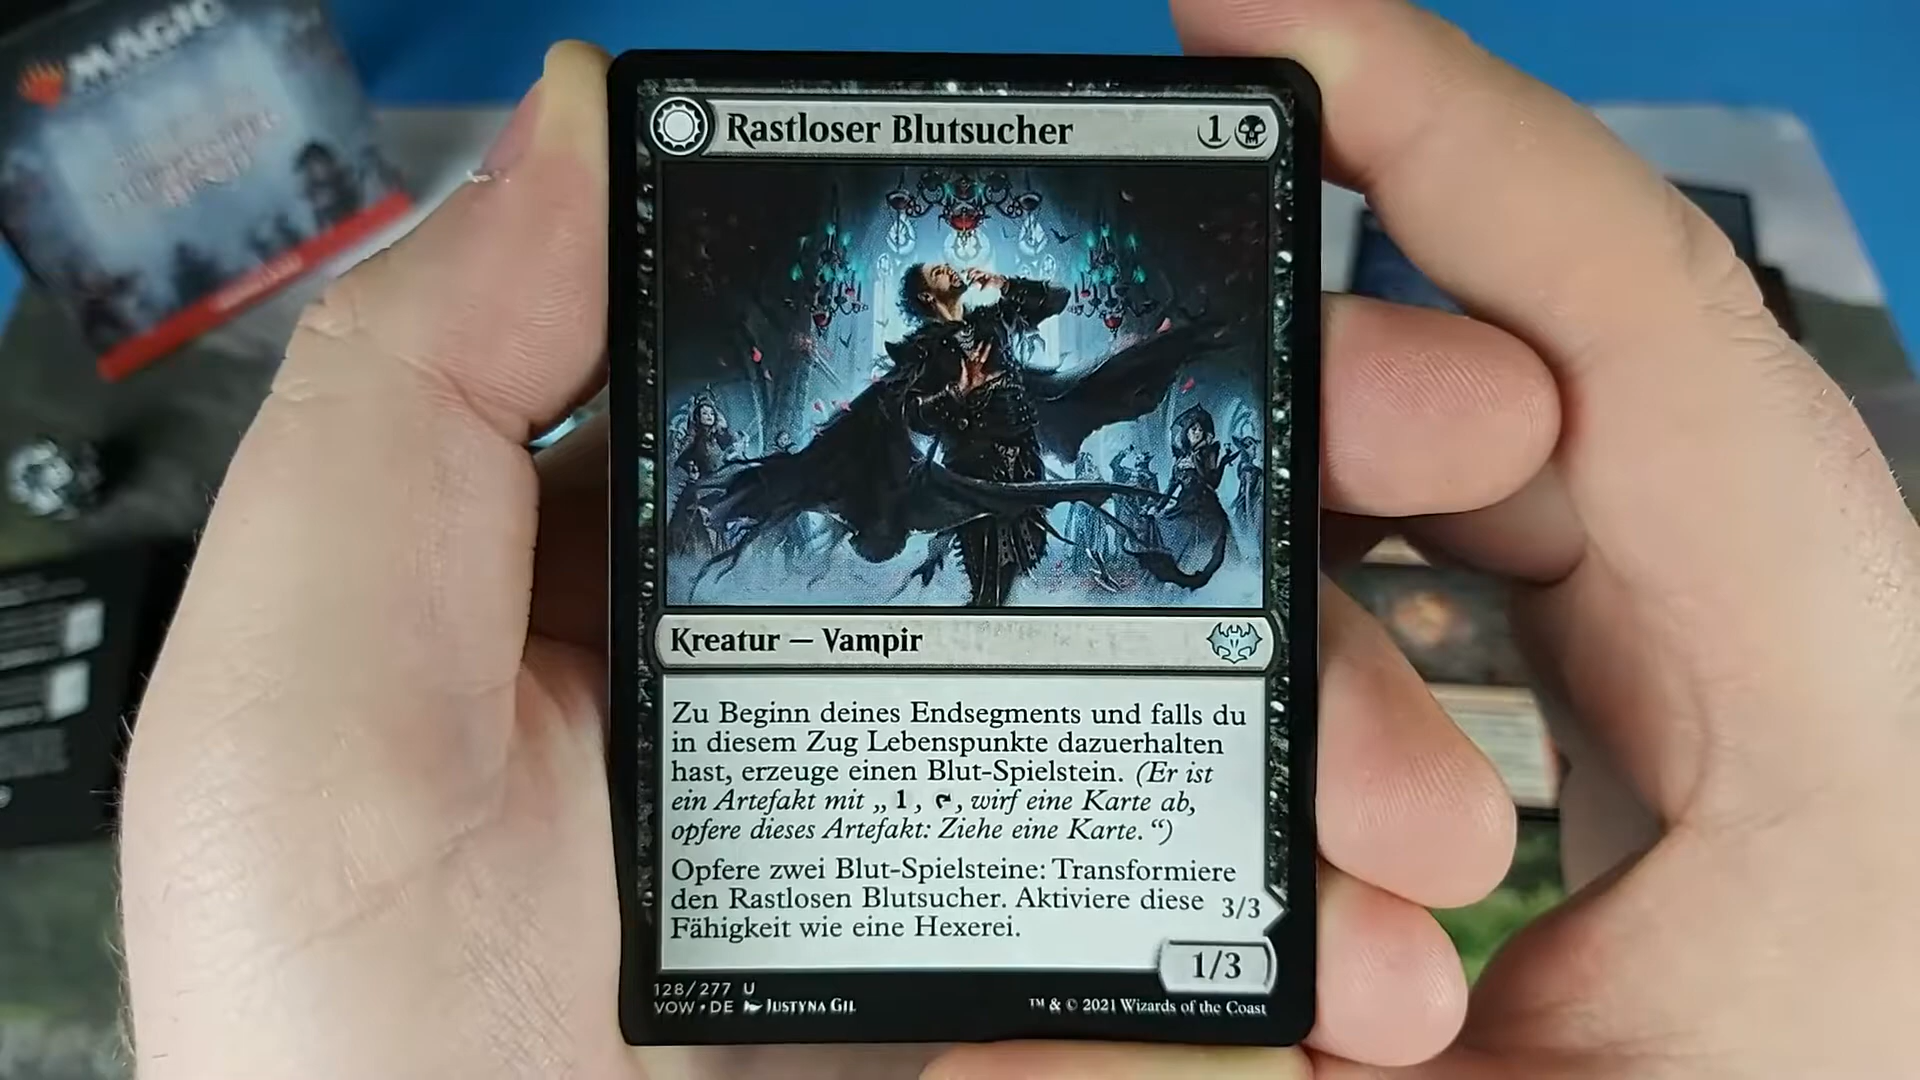 MAGIC
Rastloser Blutsucher
1
Kreatur — Vampir
Zu Beginn deines Endsegments und falls du
in diesem Zug Lebenspunkte dazuerhalten
hast, erzeuge einen Blut-Spielstein. (Er ist
ein Artefakt mit „1, , wirf eine Karte ab,
opfere dieses Artefakt: Ziehe eine Karte.“)
Opfere zwei Blut-Spielsteine: Transformiere
den Rastlosen Blutsucher. Aktiviere diese
Fähigkeit wie eine Hexerei.
3/3
1/3
128/277 U
VOW • DE Justyna Gil
™ & © 2021 Wizards of the Coast